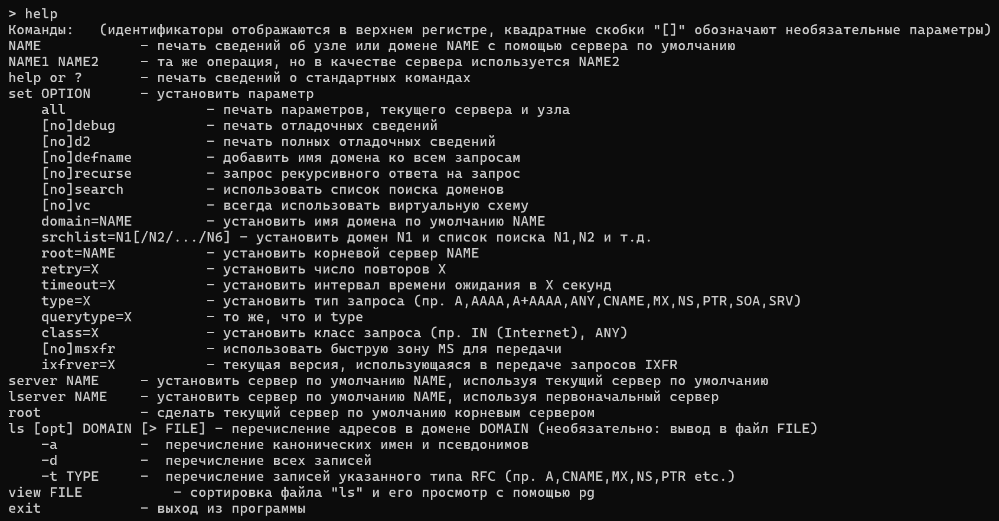 > help
Команды:   (идентификаторы отображаются в верхнем регистре, квадратные скобки "[]" обозначают необязательные параметры)
NAME            - печать сведений об узле или домене NAME с помощью сервера по умолчанию
NAME1 NAME2     - та же операция, но в качестве сервера используется NAME2
help or ?       - печать сведений о стандартных командах
set OPTION      - установить параметр
    all                 - печать параметров, текущего сервера и узла
    [no]debug           - печать отладочных сведений
    [no]d2              - печать полных отладочных сведений
    [no]defname         - добавить имя домена ко всем запросам
    [no]recurse         - запрос рекурсивного ответа на запрос
    [no]search          - использовать список поиска доменов
    [no]vc              - всегда использовать виртуальную схему
    domain=NAME         - установить имя домена по умолчанию NAME
    srchlist=N1[/N2/.../N6] - установить домен N1 и список поиска N1,N2 и т.д.
    root=NAME           - установить корневой сервер NAME
    retry=X             - установить число повторов X
    timeout=X           - установить интервал времени ожидания в X секунд
    type=X              - установить тип запроса (пр. A,AAAA,A+AAAA,ANY,CNAME,MX,NS,PTR,SOA,SRV)
    querytype=X         - то же, что и type
    class=X             - установить класс запроса (пр. IN (Internet), ANY)
    [no]msxfr           - использовать быструю зону MS для передачи
    ixfrver=X           - текущая версия, использующаяся в передаче запросов IXFR
server NAME     - установить сервер по умолчанию NAME, используя текущий сервер по умолчанию
lserver NAME    - установить сервер по умолчанию NAME, используя первоначальный сервер
root            - сделать текущий сервер по умолчанию корневым сервером
ls [opt] DOMAIN [> FILE] - перечисление адресов в домене DOMAIN (необязательно: вывод в файл FILE)
    -a          -  перечисление канонических имен и псевдонимов
    -d          -  перечисление всех записей
    -t TYPE     -  перечисление записей указанного типа RFC (пр. A,CNAME,MX,NS,PTR etc.)
view FILE           - сортировка файла "ls" и его просмотр с помощью pg
exit            - выход из программы